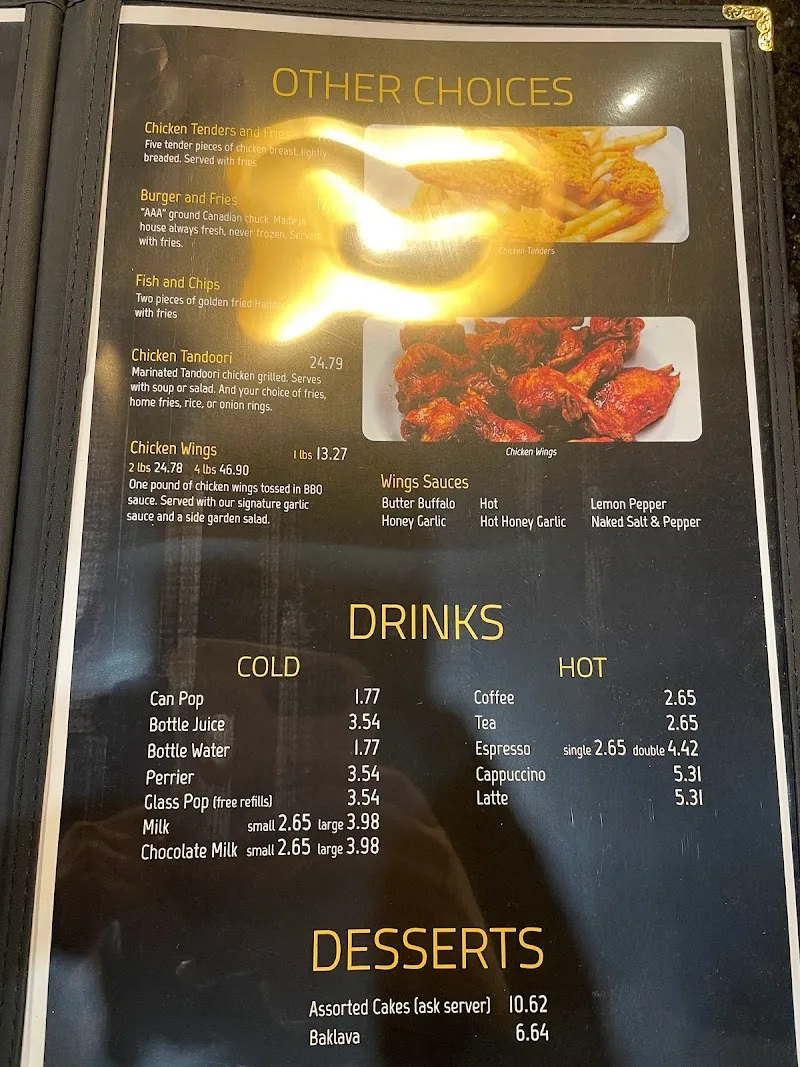 OTHER CHOICES
Chicken Tenders and Fries
Five tender pieces of chicken breast, lightly
breaded. Served with fries
Chicken Tenders
Burger and Fries
"AAA" ground Canadian chuck. Made in
house always fresh, never frozen. Served
with fries.
Fish and Chips
Two pieces of golden fried
with fries
Chicken Tandoori 24.79
Marinated Tandoori chicken grilled. Serves
with soup or salad. And your choice of fries,
home fries, rice, or onion rings.
Chicken Wings 1 lbs 13.27
2 lbs 24.78 4 lbs 46.90
One pound of chicken wings tossed in BBQ
sauce. Served with our signature garlic
sauce and a side garden salad.
Chicken Wings
Wings Sauces
Butter Buffalo Hot Lemon Pepper
Honey Garlic Hot Honey Garlic Naked Salt & Pepper
DRINKS
COLD
Can Pop 1.77
Bottle Juice 3.54
Bottle Water 1.77
Perrier 3.54
Glass Pop (free refills) 3.54
Milk small 2.65 large 3.98
Chocolate Milk small 2.65 large 3.98
HOT
Coffee 2.65
Tea 2.65
Espresso single 2.65 double 4.42
Cappuccino 5.31
Latte 5.31
DESSERTS
Assorted Cakes (ask server) 10.62
Baklava 6.64